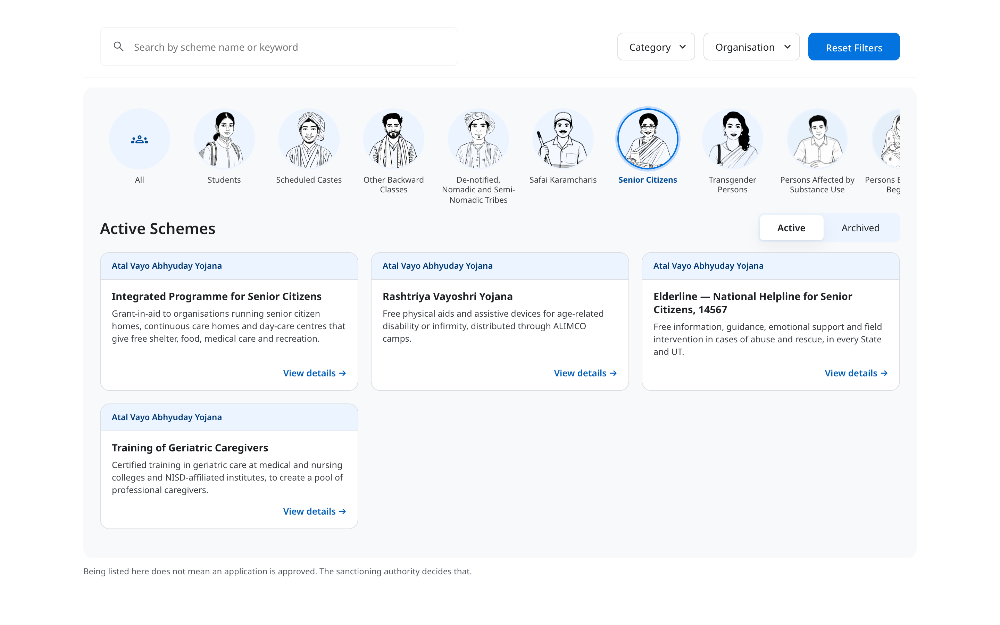 Search by scheme name or keyword
Category
Organisation
Reset Filters
All
Students
Scheduled Castes
Other Backward
Classes
De-notified,
Nomadic and Semi-
Nomadic Tribes
Safai Karamcharis
Senior Citizens
Transgender
Persons
Persons Affected by
Substance Use
Persons
Active Schemes
Active
Archived
Atal Vayo Abhyuday Yojana
Integrated Programme for Senior Citizens
Grant-in-aid to organisations running senior citizen
homes, continuous care homes and day-care centres that
give free shelter, food, medical care and recreation.
View details →
Atal Vayo Abhyuday Yojana
Rashtriya Vayoshri Yojana
Free physical aids and assistive devices for age-related
disability or infirmity, distributed through ALIMCO
camps.
View details →
Atal Vayo Abhyuday Yojana
Elderline — National Helpline for Senior
Citizens, 14567
Free information, guidance, emotional support and field
intervention in cases of abuse and rescue, in every State
and UT.
View details →
Atal Vayo Abhyuday Yojana
Training of Geriatric Caregivers
Certified training in geriatric care at medical and nursing
colleges and NISD-affiliated institutes, to create a pool of
professional caregivers.
View details →
Being listed here does not mean an application is approved. The sanctioning authority decides that.